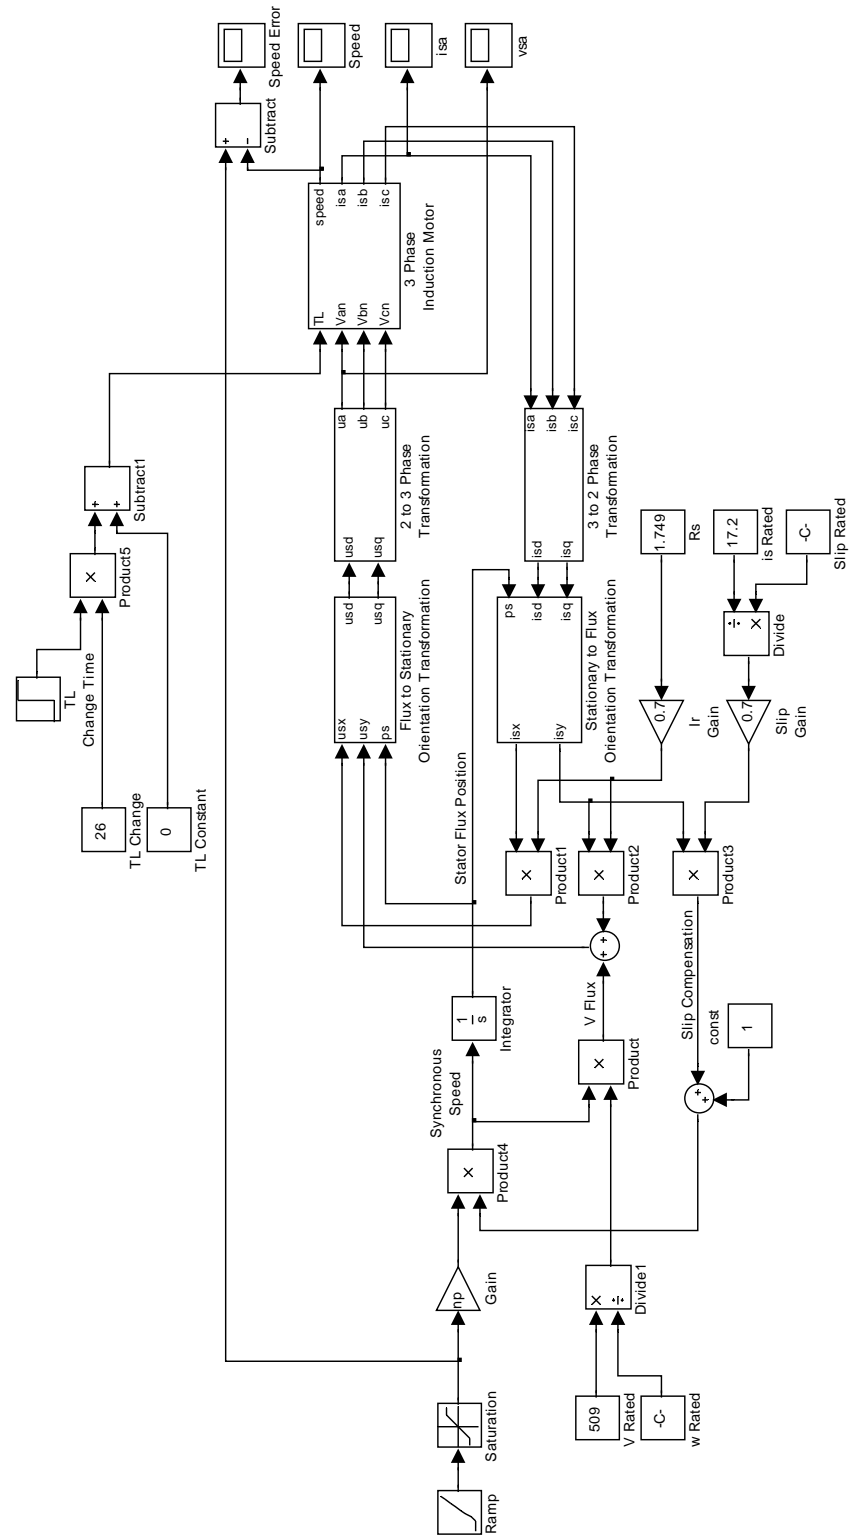 Ramp
Saturation
np
Gain
509
V Rated
-C-
w Rated
×
÷
Divide1
×
Product4
Synchronous
Speed
1
s
Integrator
×
Product
V Flux
+
+
1
const
+
+
Slip Compensation
Stator Flux Position
×
Product1
×
Product2
×
Product3
26
TL Change
0
TL Constant
TL
Change Time
×
Product5
+
+
Subtract1
usx
usy
ps
usd
usq
Flux to Stationary
Orientation Transformation
usd
usq
ua
ub
uc
2 to 3 Phase
Transformation
isx
isy
ps
isd
isq
Stationary to Flux
Orientation Transformation
isd
isq
isa
isb
isc
3 to 2 Phase
Transformation
0.7
Ir
Gain
0.7
Slip
Gain
÷
×
Divide
1.749
Rs
17.2
is Rated
-C-
Slip Rated
TL
Van
Vbn
Vcn
speed
isa
isb
isc
3 Phase
Induction Motor
+
-
Subtract
Speed Error
Speed
isa
vsa